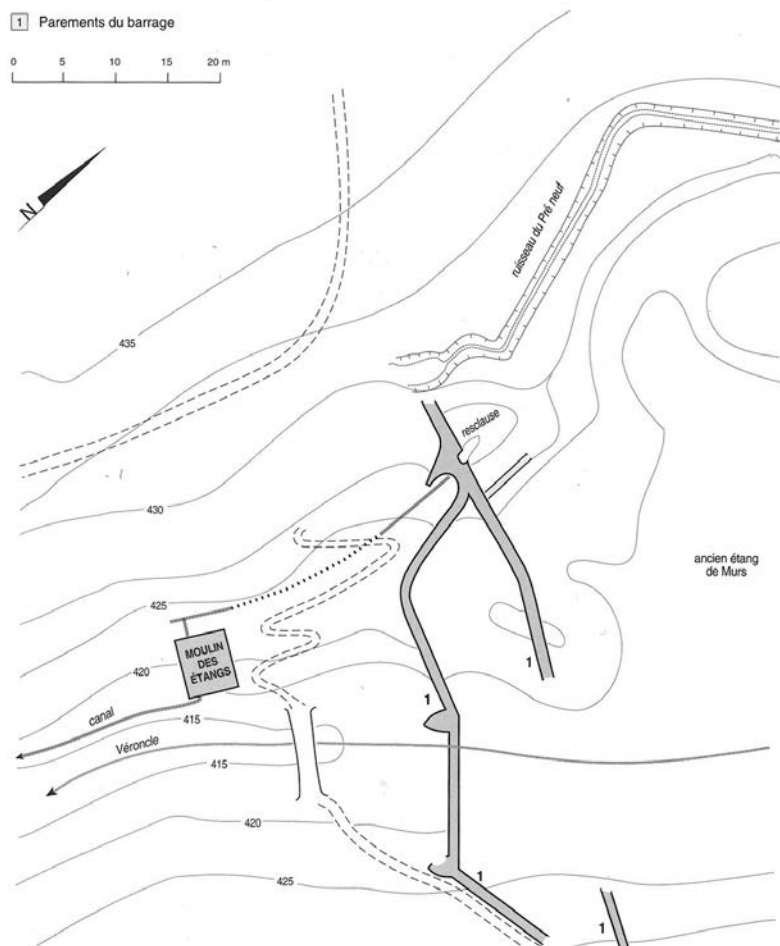 1 Parements du barrage
0 5 10 15 20 m
N
ruisseau du Pré neuf
435
resclause
430
ancien étang
de Murs
425
MOULIN
DES
ÉTANGS
420
1
1
canal
415
Véroncle
415
420
1
425
1